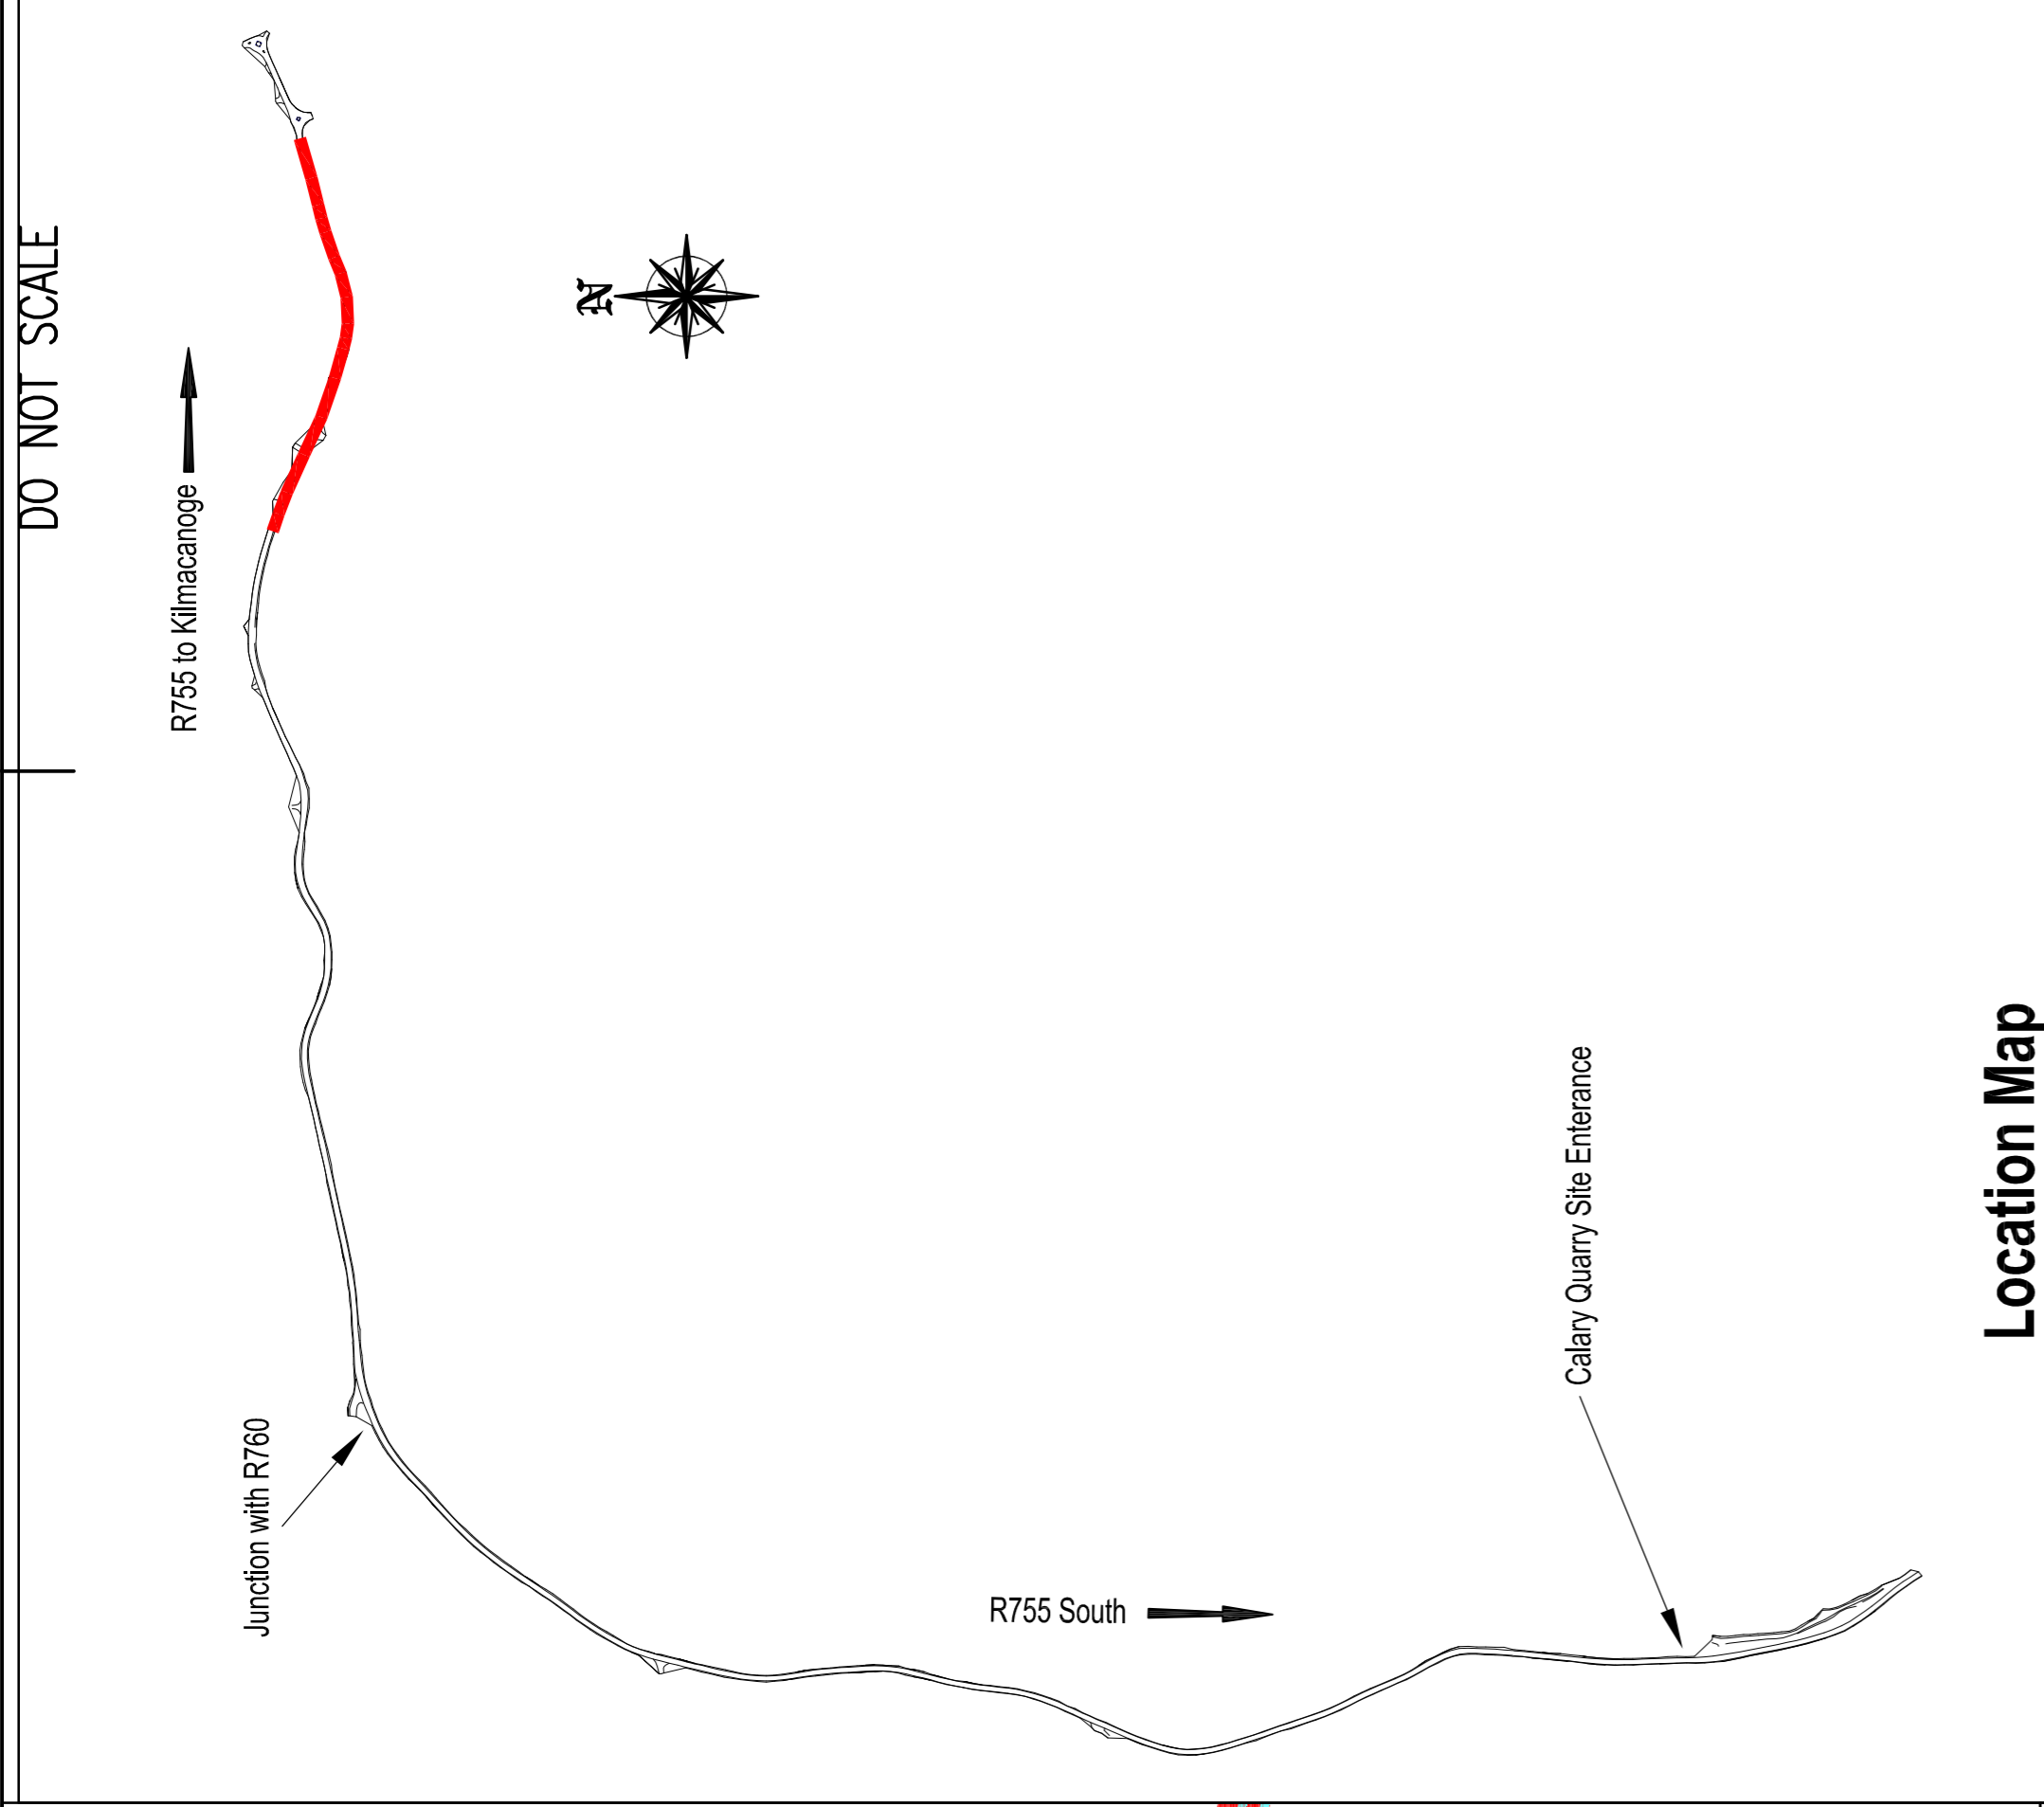 DO NOT SCALE
R755 to Kilmacanoge
N
Junction with R760
R755 South
Calary Quarry Site Enterance
Location Map